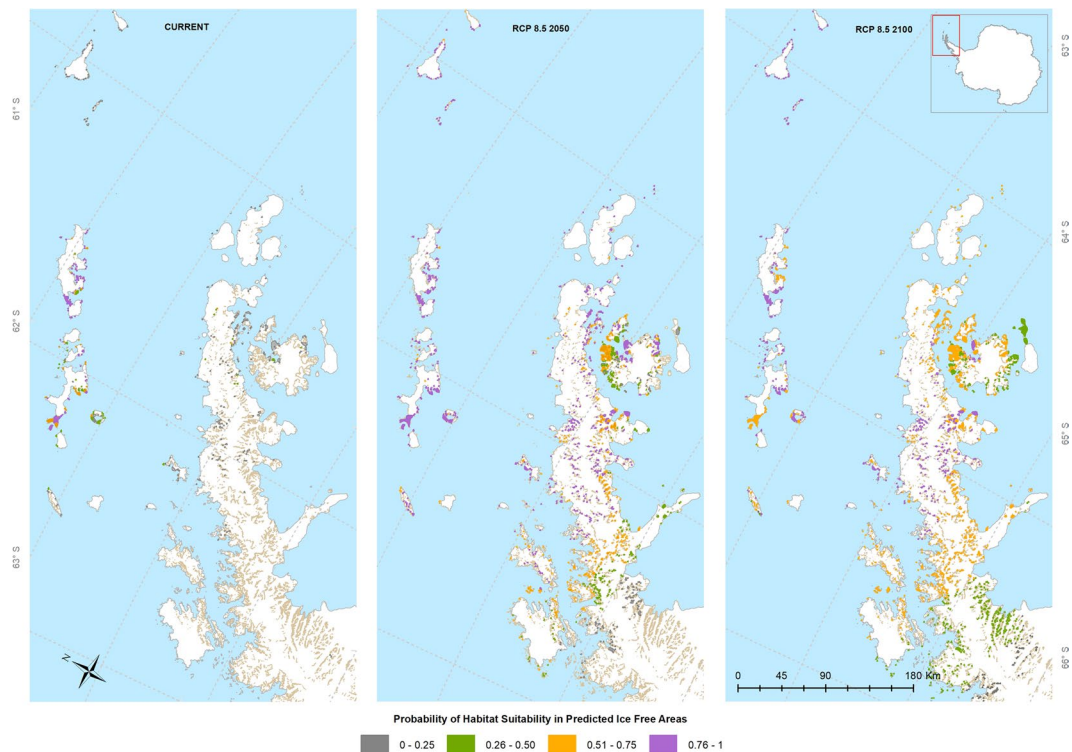 CURRENT
RCP 8.5 2050
RCP 8.5 2100
61° S
62° S
63° S
63° S
64° S
65° S
66° S
N
0 45 90 180 Km
Probability of Habitat Suitability in Predicted Ice Free Areas
0 - 0.25
0.26 - 0.50
0.51 - 0.75
0.76 - 1